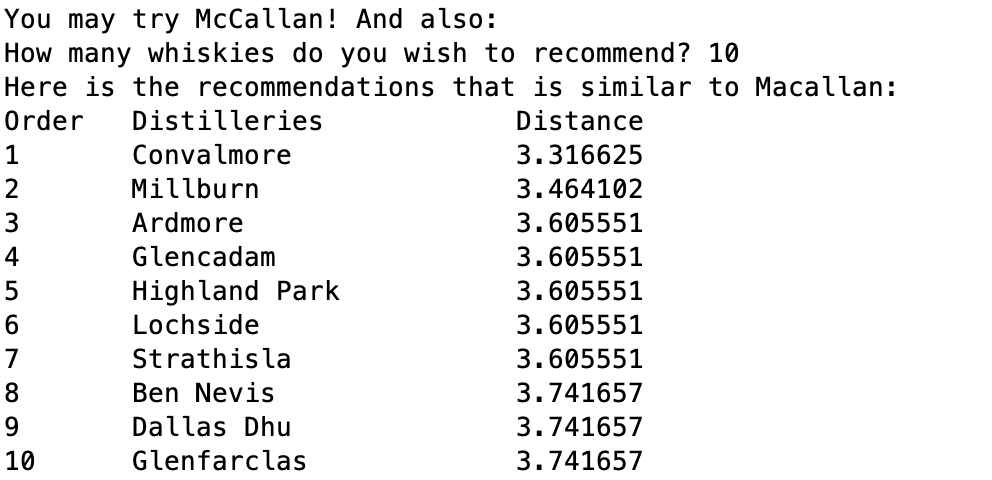 You may try McCallan! And also:
How many whiskies do you wish to recommend? 10
Here is the recommendations that is similar to Macallan:
Order Distilleries Distance
1 Convalmore 3.316625
2 Millburn 3.464102
3 Ardmore 3.605551
4 Glencadam 3.605551
5 Highland Park 3.605551
6 Lochside 3.605551
7 Strathisla 3.605551
8 Ben Nevis 3.741657
9 Dallas Dhu 3.741657
10 Glenfarclas 3.741657